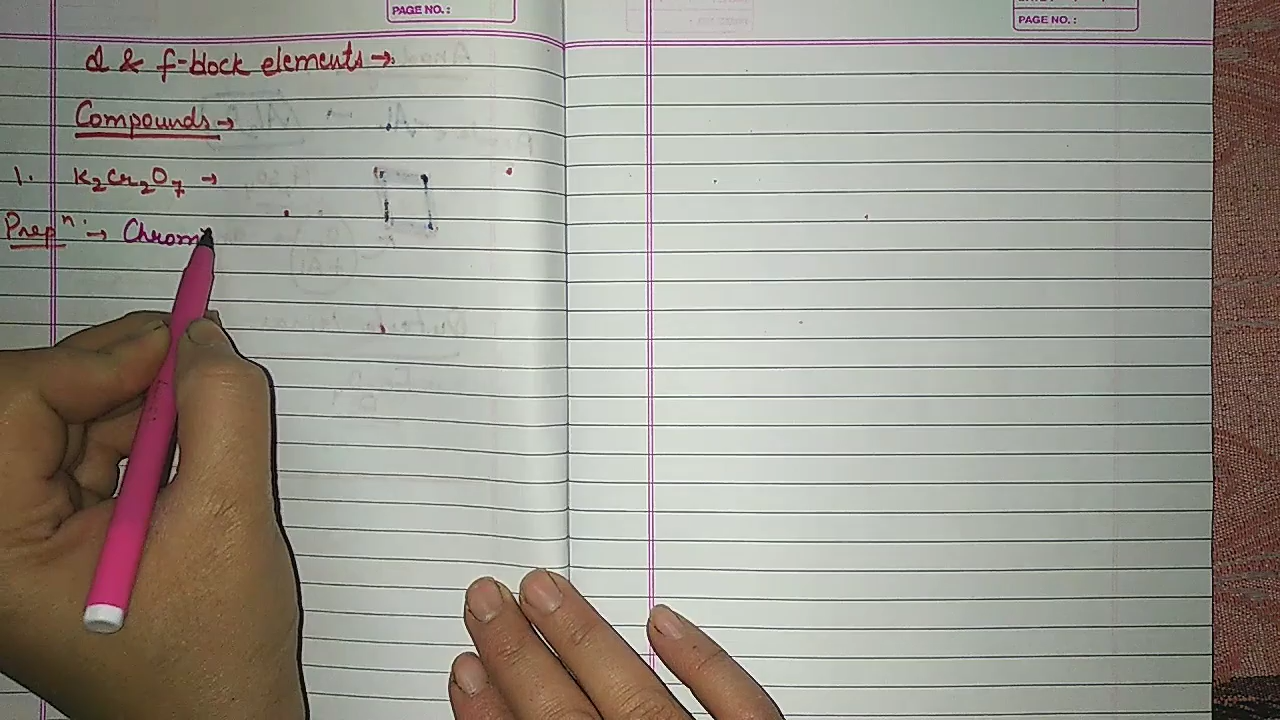 PAGE NO. :
PAGE NO. :
d & f-block elements →
Compounds →
1. K₂Cr₂O₇ →
Prepⁿ :→ Chrom